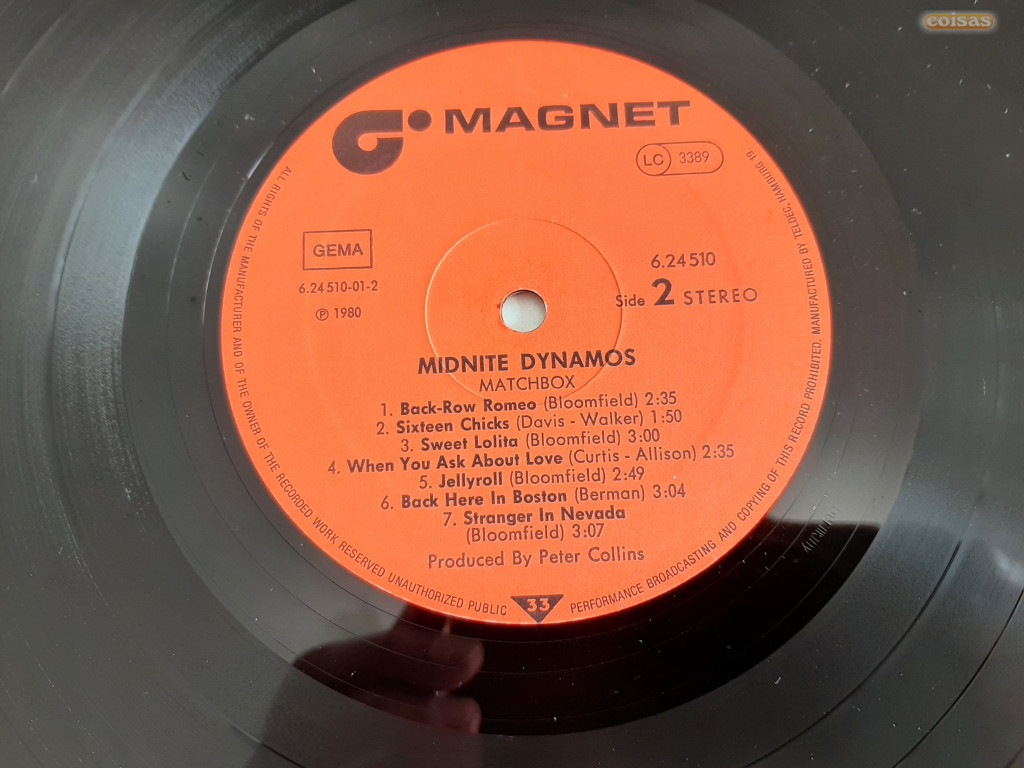 coisas
MAGNET
LC 3389
GEMA
6.24 510-01-2
℗ 1980
6.24 510
Side 2 STEREO
MIDNITE DYNAMOS
MATCHBOX
1. Back-Row Romeo (Bloomfield) 2:35
2. Sixteen Chicks (Davis - Walker) 1:50
3. Sweet Lolita (Bloomfield) 3:00
4. When You Ask About Love (Curtis - Allison) 2:35
5. Jellyroll (Bloomfield) 2:49
6. Back Here In Boston (Berman) 3:04
7. Stranger In Nevada
(Bloomfield) 3:07
Produced By Peter Collins
33
ALL RIGHTS OF THE MANUFACTURER AND OF THE OWNER OF THE RECORDED WORK RESERVED UNAUTHORIZED PUBLIC PERFORMANCE BROADCASTING AND COPYING OF THIS RECORD PROHIBITED. MANUFACTURED BY TELDEC, HAMBURG 19.